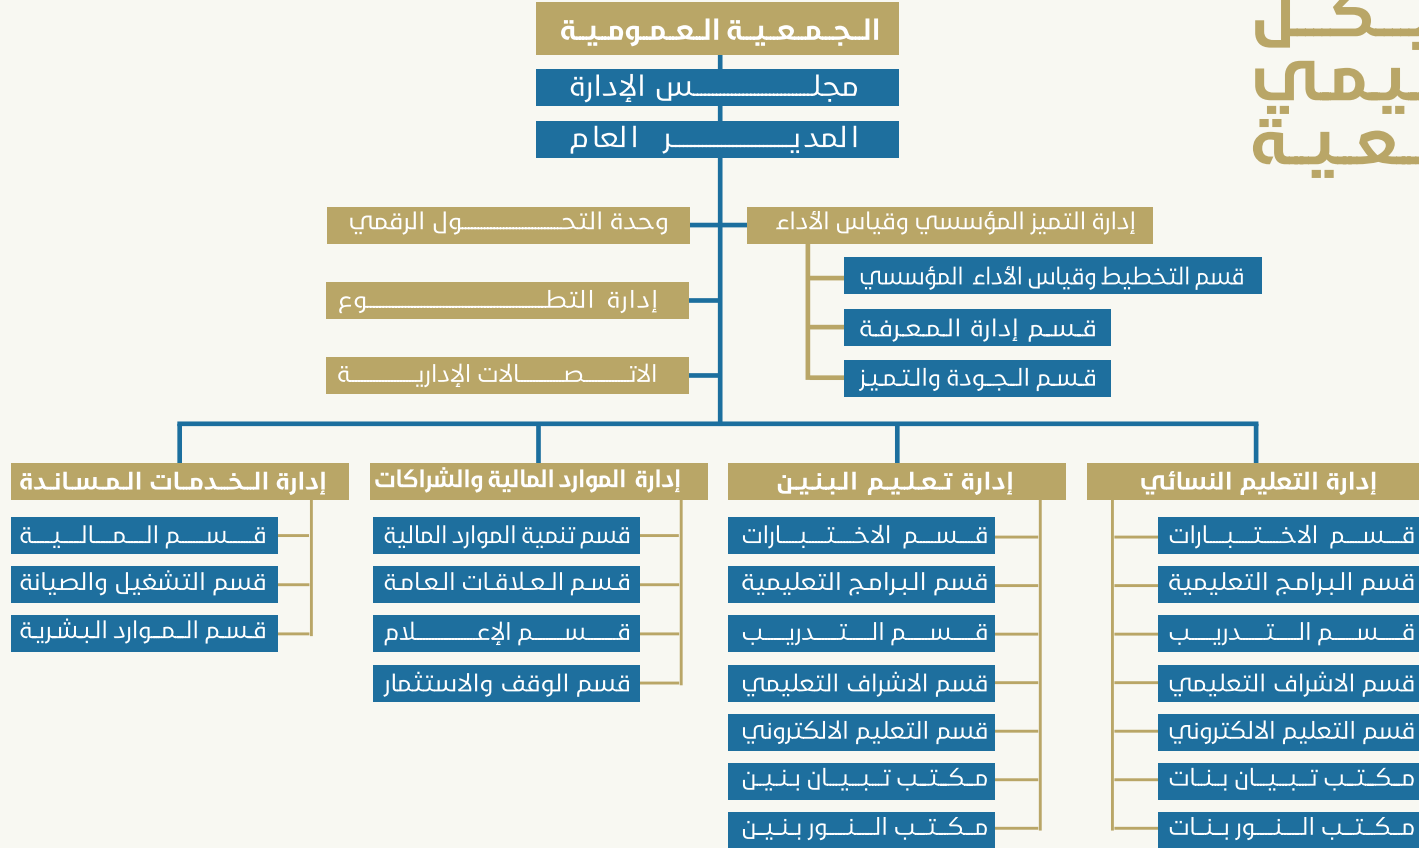 الجمعية العمومية
مجلس الإدارة
المدير العام
إدارة التميز المؤسسي وقياس الأداء
وحدة التحول الرقمي
قسم التخطيط وقياس الأداء المؤسسي
إدارة التطوع
قسم إدارة المعرفة
قسم الجودة والتميز
الاتصالات الإدارية
إدارة التعليم النسائي
قسم الاختبارات
قسم البرامج التعليمية
قسم التدريب
قسم الاشراف التعليمي
قسم التعليم الالكتروني
مكتب تبيان بنات
مكتب النور بنات
إدارة تعليم البنين
قسم الاختبارات
قسم البرامج التعليمية
قسم التدريب
قسم الاشراف التعليمي
قسم التعليم الالكتروني
مكتب تبيان بنين
مكتب النور بنين
إدارة الموارد المالية والشراكات
قسم تنمية الموارد المالية
قسم العلاقات العامة
قسم الإعلام
قسم الوقف والاستثمار
إدارة الخدمات المساندة
قسم المالية
قسم التشغيل والصيانة
قسم الموارد البشرية